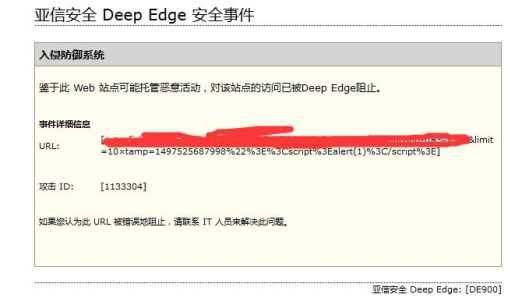 亚信安全 Deep Edge 安全事件
入侵防御系统
鉴于此 Web 站点可能托管恶意活动，对该站点的访问已被Deep Edge阻止。
事件详细信息
URL: [ &limit
=10×tamp=1497525687998%22%3E%3Cscript%3Ealert(1)%3C/script%3E]
攻击 ID: [1133304]
如果您认为此 URL 被错误地阻止，请联系 IT 人员来解决此问题。
亚信安全 Deep Edge: [DE900]